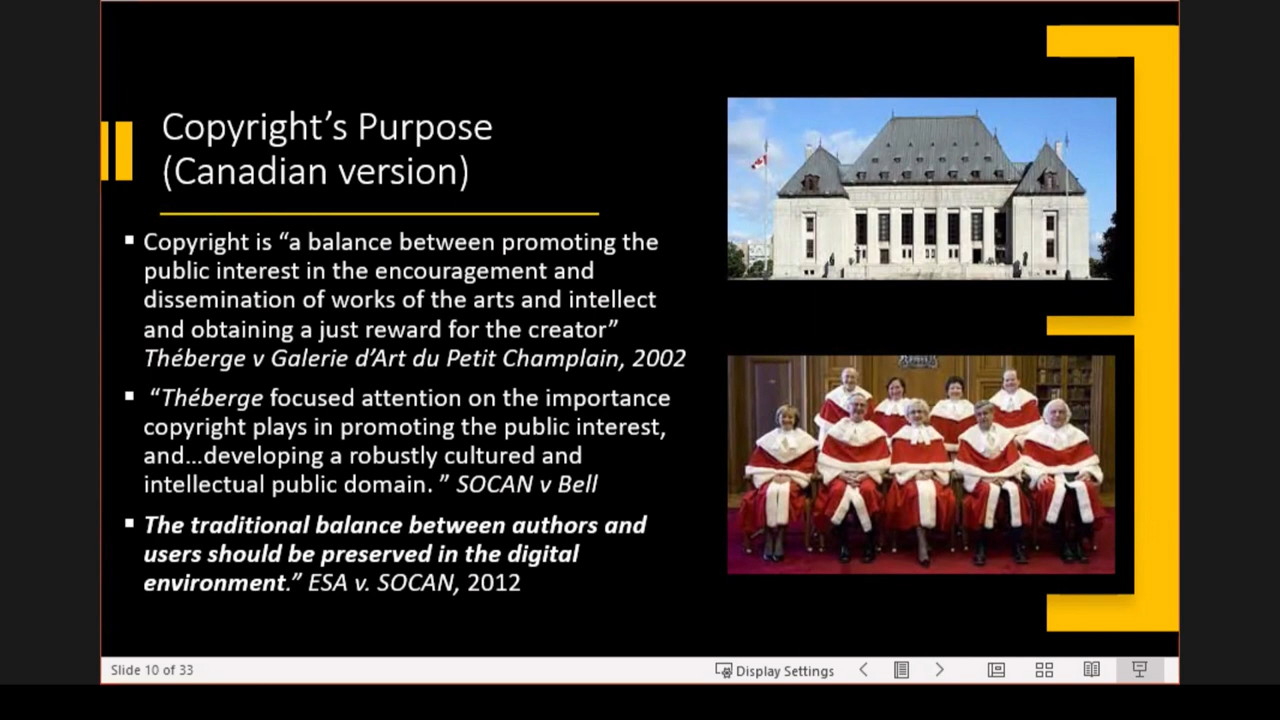 Copyright’s Purpose
(Canadian version)
▪ Copyright is “a balance between promoting the
public interest in the encouragement and
dissemination of works of the arts and intellect
and obtaining a just reward for the creator”
Théberge v Galerie d’Art du Petit Champlain, 2002
▪ “Théberge focused attention on the importance
copyright plays in promoting the public interest,
and…developing a robustly cultured and
intellectual public domain. ” SOCAN v Bell
▪ The traditional balance between authors and
users should be preserved in the digital
environment.” ESA v. SOCAN, 2012
Slide 10 of 33
Display Settings